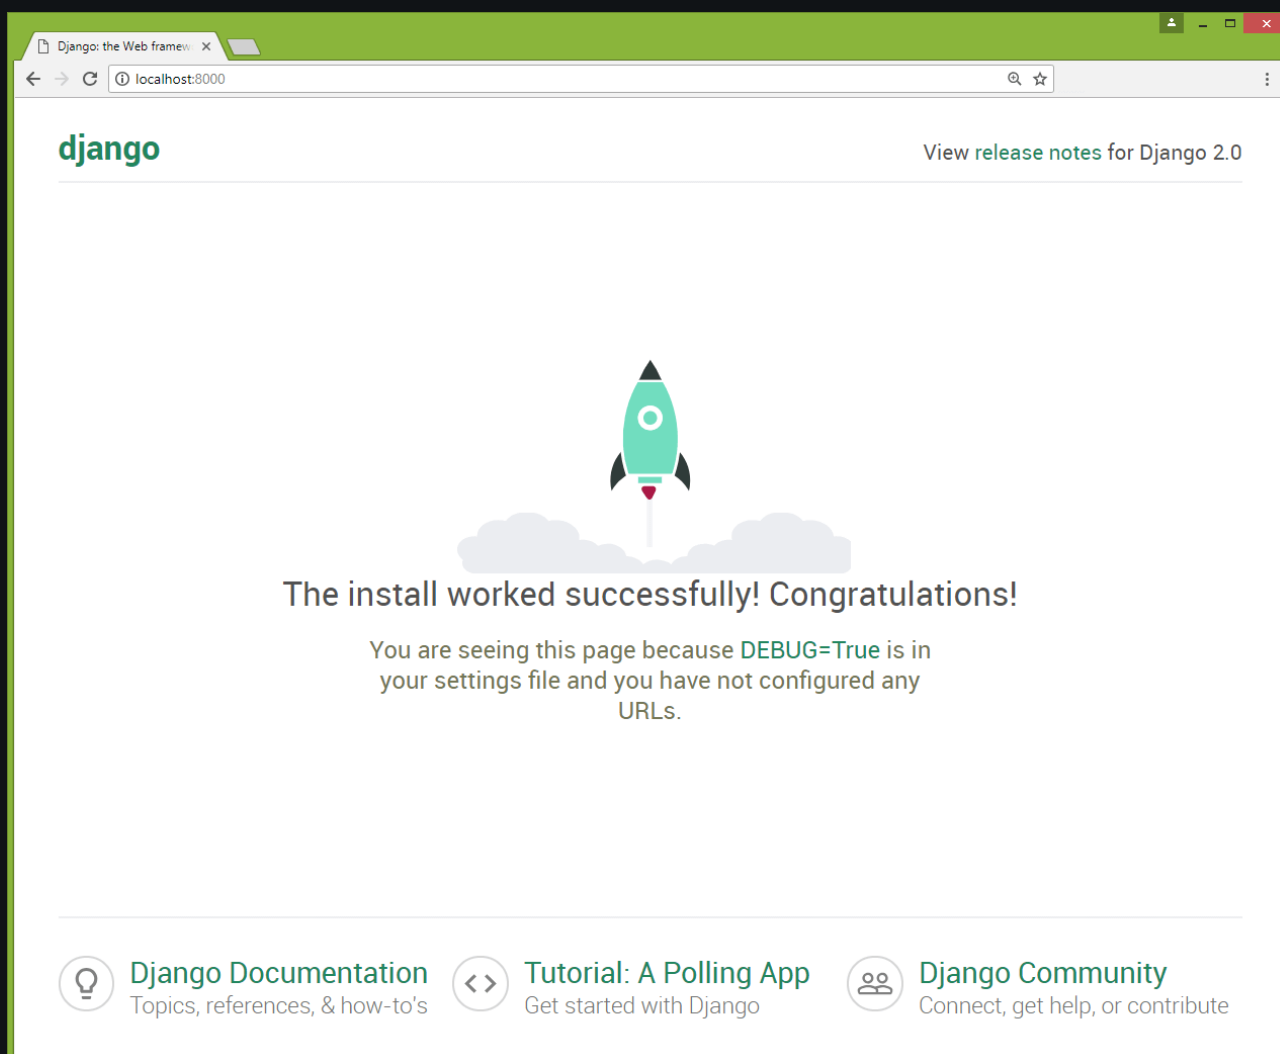 Django: the Web framew
localhost:8000
django
View release notes for Django 2.0
The install worked successfully! Congratulations!
You are seeing this page because DEBUG=True is in
your settings file and you have not configured any
URLs.
Django Documentation
Topics, references, & how-to's
Tutorial: A Polling App
Get started with Django
Django Community
Connect, get help, or contribute